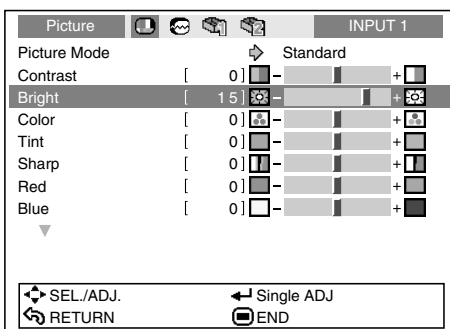 Picture INPUT 1
Picture Mode Standard
Contrast [ 0] - +
Bright [ 15] - +
Color [ 0] - +
Tint [ 0] - +
Sharp [ 0] - +
Red [ 0] - +
Blue [ 0] - +
SEL./ADJ. Single ADJ
RETURN END